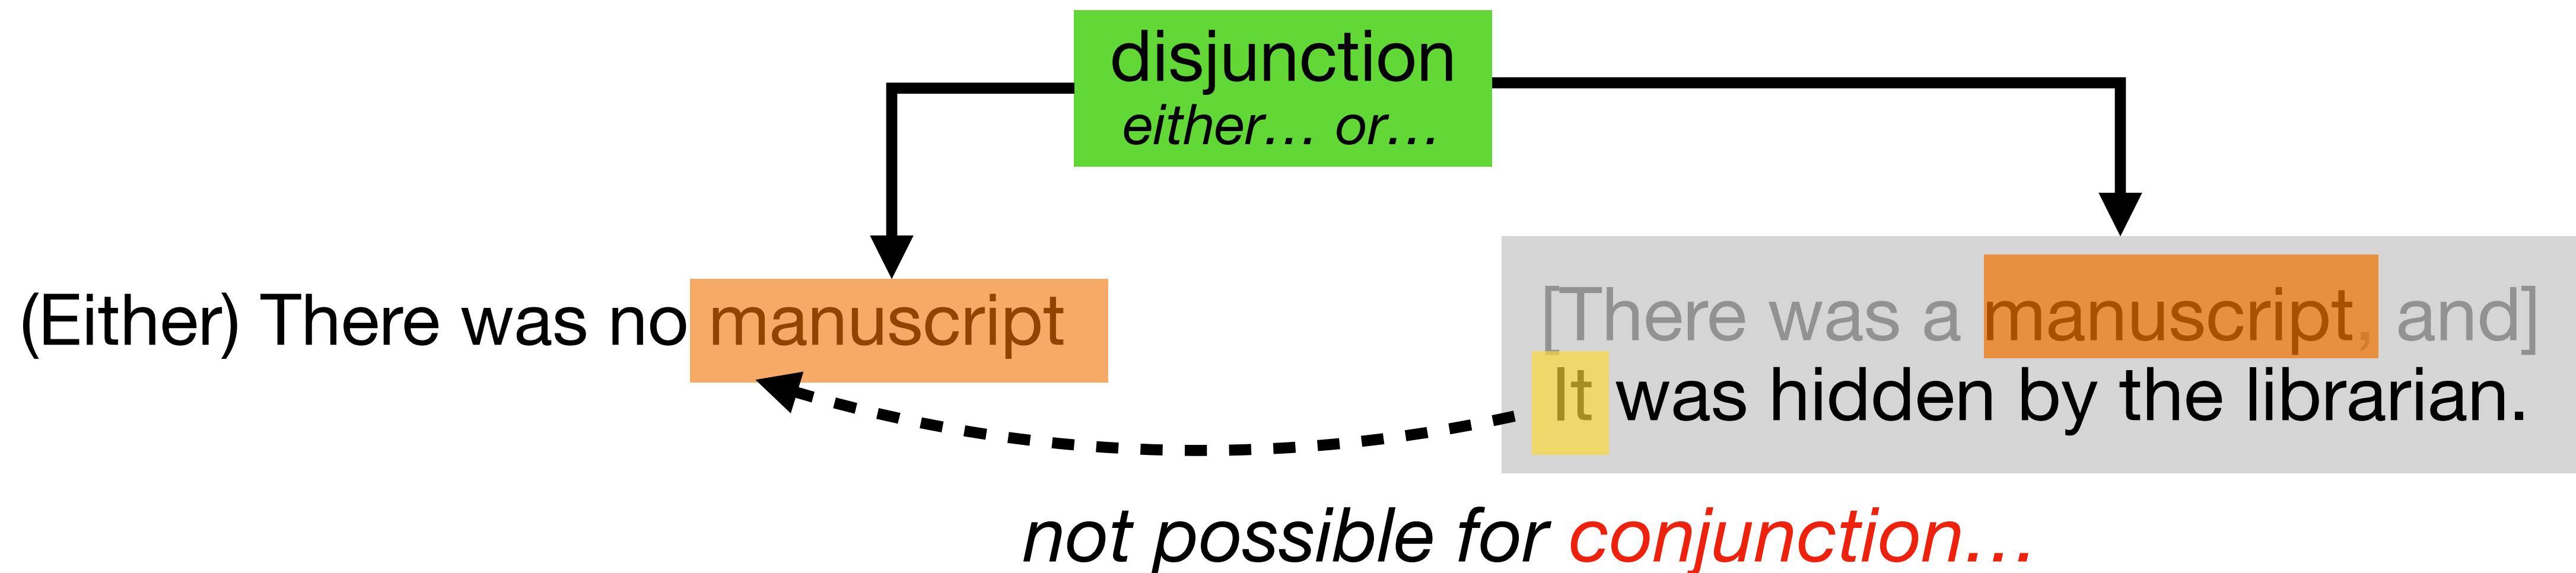 disjunction
either… or…
(Either) There was no manuscript
[There was a manuscript, and]
It was hidden by the librarian.
not possible for conjunction…